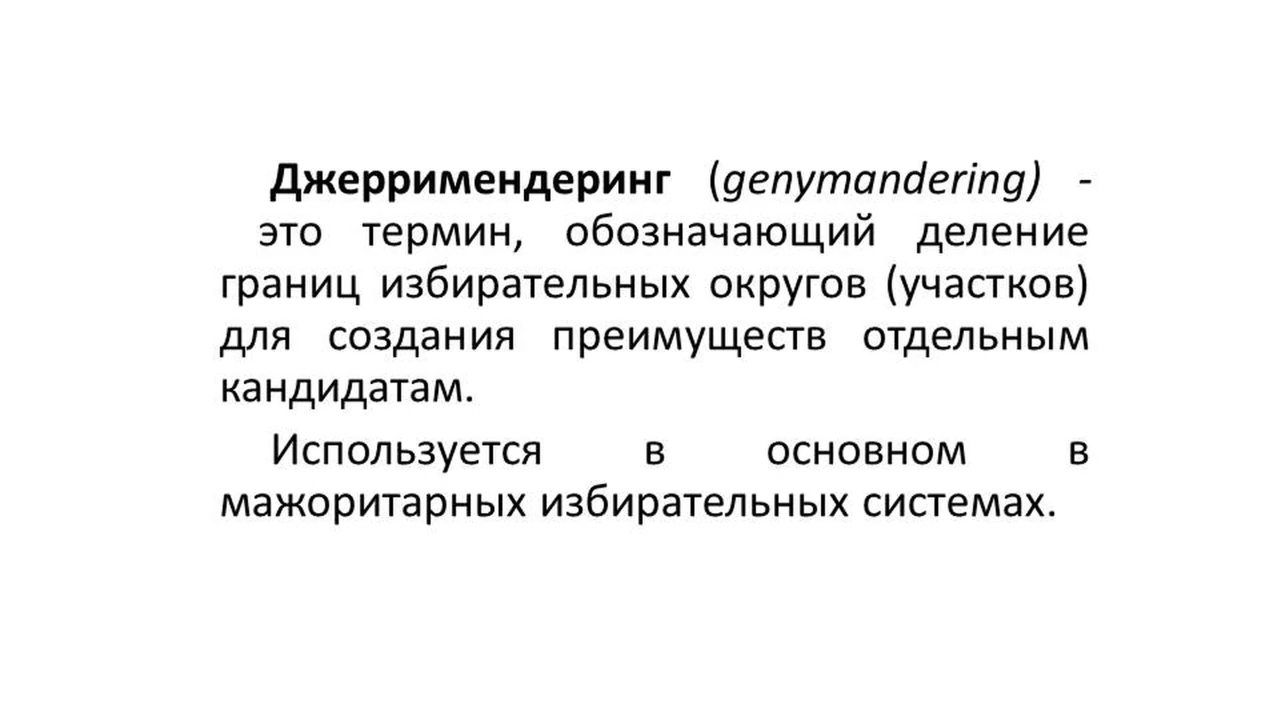 Джерримендеринг (genymandering) -
это термин, обозначающий деление
границ избирательных округов (участков)
для создания преимуществ отдельным
кандидатам.
Используется в основном в
мажоритарных избирательных системах.